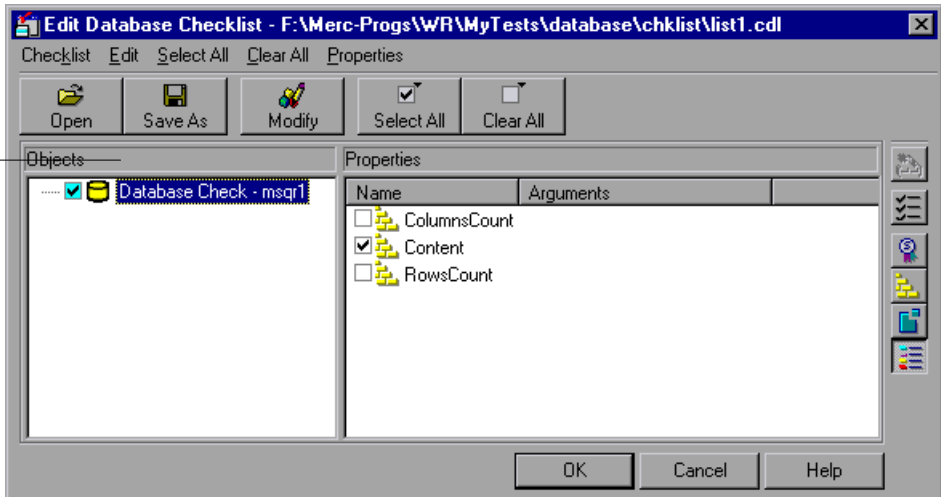 Edit Database Checklist - F:\Merc-Progs\WR\MyTests\database\chklist\list1.cdl
Checklist Edit Select All Clear All Properties
Open Save As Modify Select All Clear All
Objects Properties
Database Check - msqr1 Name Arguments
ColumnsCount
Content
RowsCount
OK Cancel Help